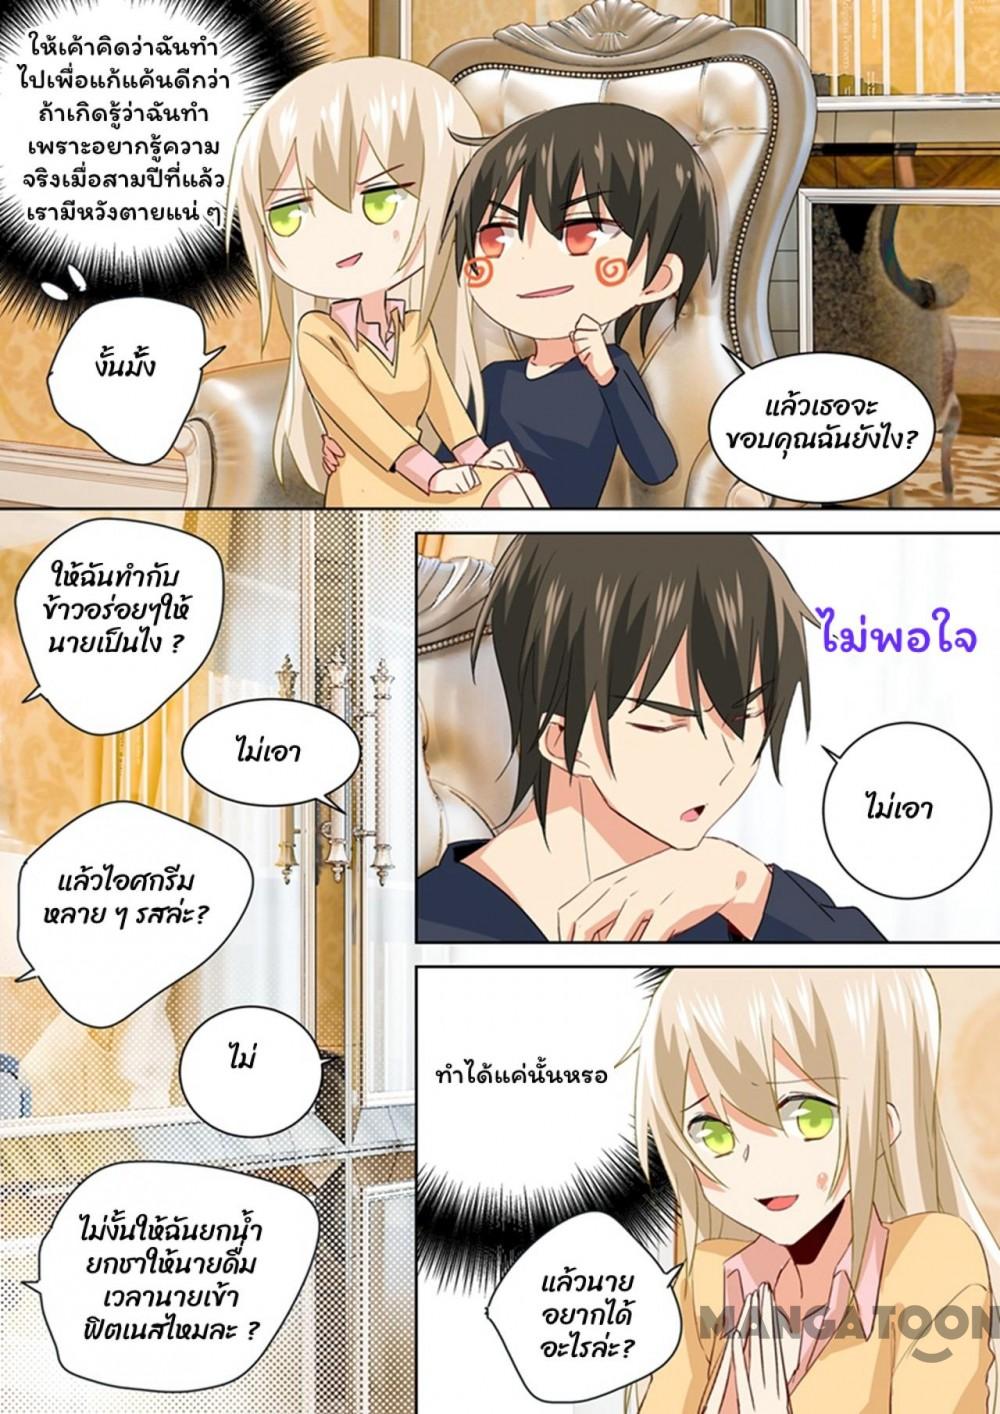 ให้เค้าคิดว่าฉันทำ
ไปเพื่อแก้แค้นดีกว่า
ถ้าเกิดรู้ว่าฉันทำ
เพราะอยากรู้ความ
จริงเมื่อสามปีที่แล้ว
เรามีหวังตายแน่ ๆ
งั้นมั้ง
แล้วเธอจะ
ขอบคุณฉันยังไง?
ให้ฉันทำกับ
ข้าวอร่อยๆให้
นายเป็นไง ?
ไม่เอา
ไม่พอใจ
ไม่เอา
แล้วไอศกรีม
หลาย ๆ รสล่ะ?
ไม่
ไม่งั้นให้ฉันยกน้ำ
ยกชาให้นายดื่ม
เวลานายเข้า
ฟิตเนสไหมละ ?
ทำได้แค่นั้นหรอ
แล้วนาย
อยากได้
อะไรล่ะ?
MANGATOON